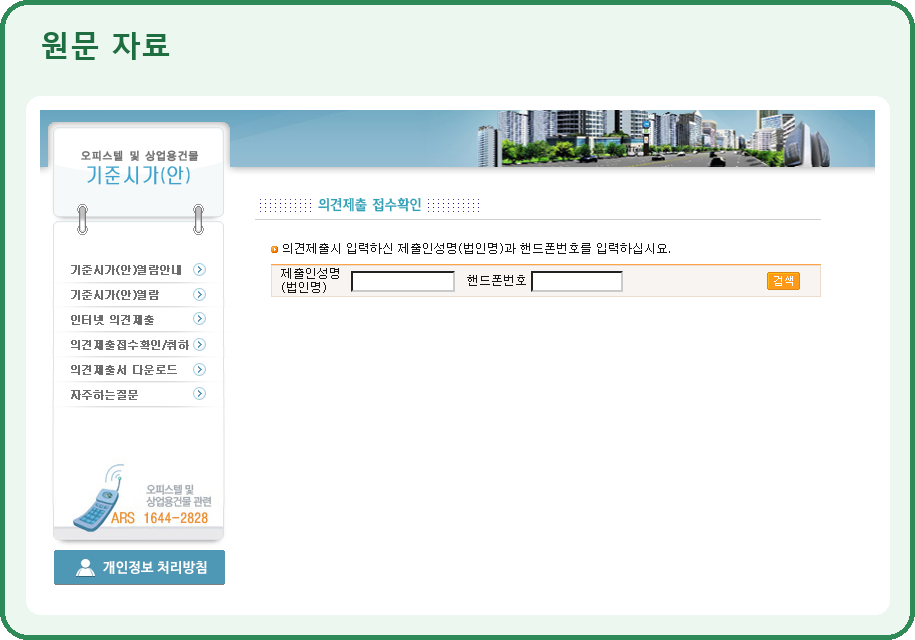 원문 자료
오피스텔 및 상업용건물
기준시가(안)
의견제출 접수확인
의견제출시 입력하신 제출인성명(법인명)과 핸드폰번호를 입력하십시요.
제출인성명
(법인명)
핸드폰번호
검색
기준시가(안)열람안내
기준시가(안)열람
인터넷 의견제출
의견제출접수확인/취하
의견제출서 다운로드
자주하는질문
오피스텔 및
상업용건물 관련
ARS 1644-2828
개인정보 처리방침